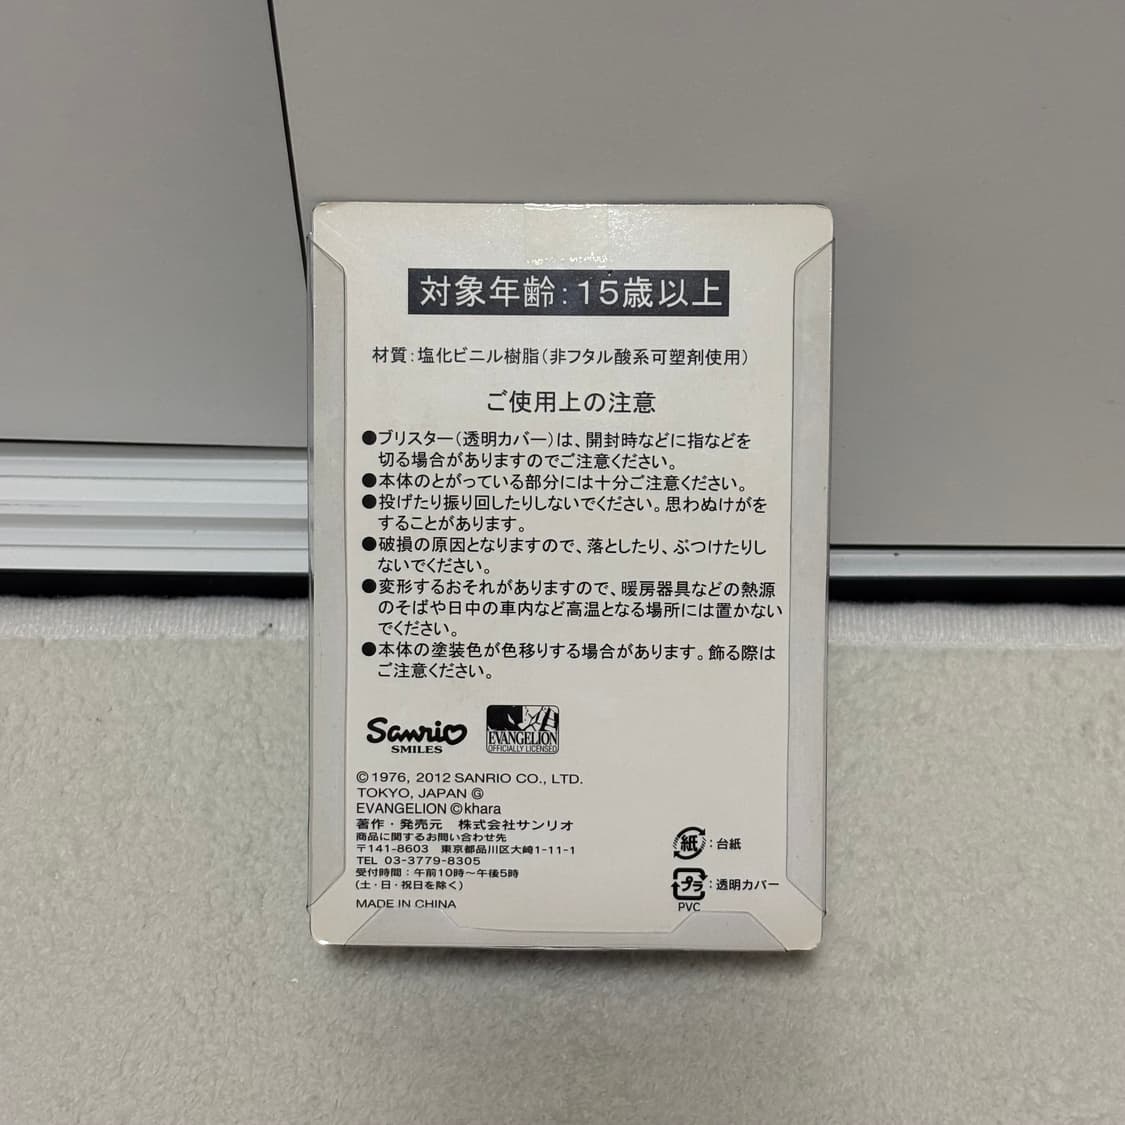 対象年齢：15歳以上
材質：塩化ビニル樹脂（非フタル酸系可塑剤使用）
ご使用上の注意
●ブリスター（透明カバー）は、開封時などに指などを
切る場合がありますのでご注意ください。
●本体のとがっている部分には十分ご注意ください。
●投げたり振り回したりしないでください。思わぬけがを
することがあります。
●破損の原因となりますので、落としたり、ぶつけたりし
ないでください。
●変形するおそれがありますので、暖房器具などの熱源
のそばや日中の車内など高温となる場所には置かない
でください。
●本体の塗装色が色移りする場合があります。飾る際は
ご注意ください。
Sanrio
SMILES
EVANGELION
OFFICIALLY LICENSED
©1976, 2012 SANRIO CO., LTD.
TOKYO, JAPAN Ⓖ
EVANGELION ©khara
著作・発売元　株式会社サンリオ
商品に関するお問い合わせ先
〒141-8603　東京都品川区大崎1-11-1
TEL 03-3779-8305
受付時間：午前10時～午後5時
（土・日・祝日を除く）
MADE IN CHINA
紙：台紙
プラ：透明カバー
PVC